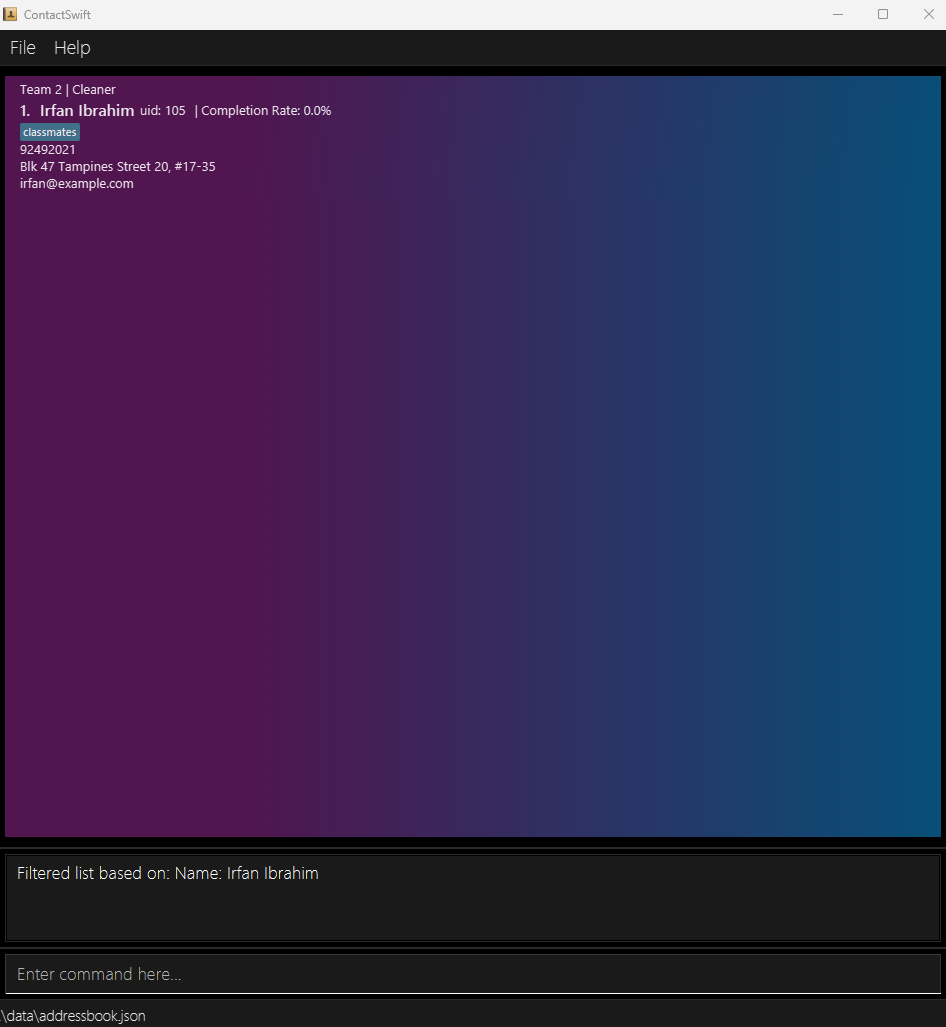 ContactSwift
File Help
Team 2 | Cleaner
1. Irfan Ibrahim uid: 105 | Completion Rate: 0.0%
classmates
92492021
Blk 47 Tampines Street 20, #17-35
irfan@example.com
Filtered list based on: Name: Irfan Ibrahim
Enter command here...
\data\addressbook.json